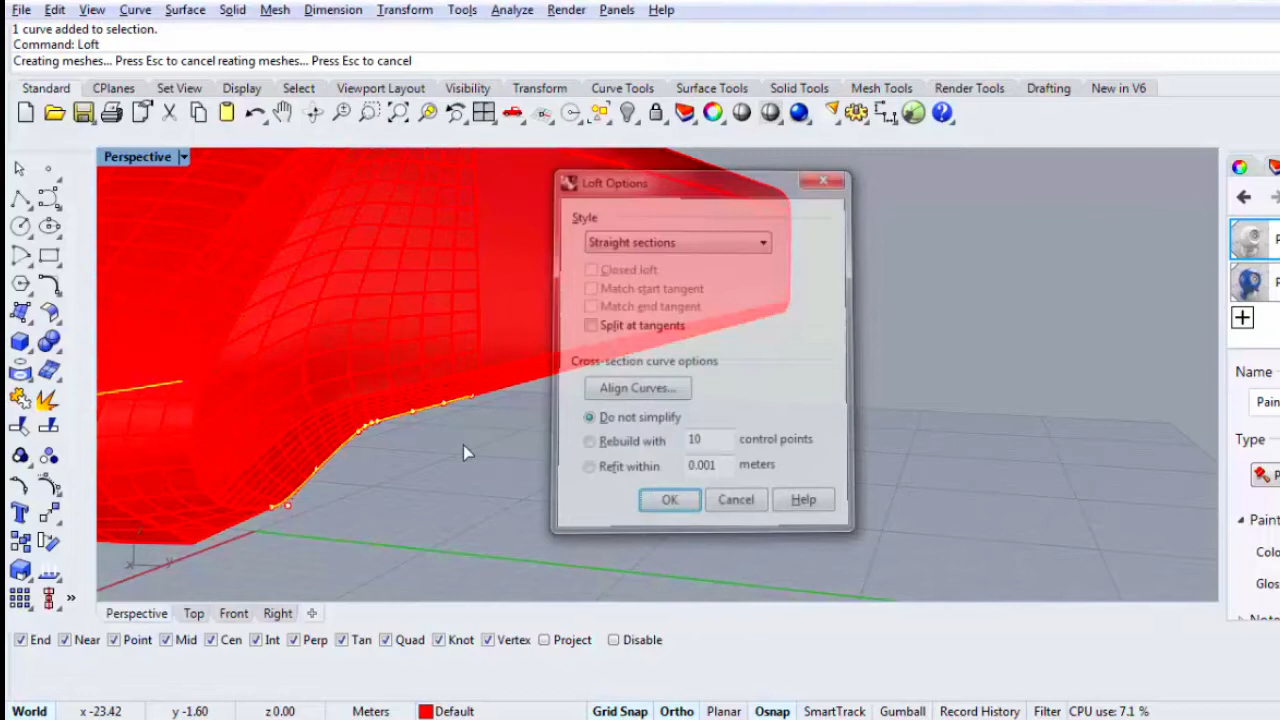 File Edit View Curve Surface Solid Mesh Dimension Transform Tools Analyze Render Panels Help
1 curve added to selection.
Command: Loft
Creating meshes... Press Esc to cancel reating meshes... Press Esc to cancel
Standard CPlanes Set View Display Select Viewport Layout Visibility Transform Curve Tools Surface Tools Solid Tools Mesh Tools Render Tools Drafting New in V6
Perspective
Loft Options
Style
Straight sections
Closed loft
Match start tangent
Match end tangent
Split at tangents
Cross-section curve options
Align Curves...
Do not simplify
Rebuild with 10 control points
Refit within 0.001 meters
OK Cancel Help
Name
Pain
Type
Pain
Colo
Glos
y
Perspective Top Front Right
End Near Point Mid Cen Int Perp Tan Quad Knot Vertex Project Disable
World x -23.42 y -1.60 z 0.00 Meters Default Grid Snap Ortho Planar Osnap SmartTrack Gumball Record History Filter CPU use: 7.1 %